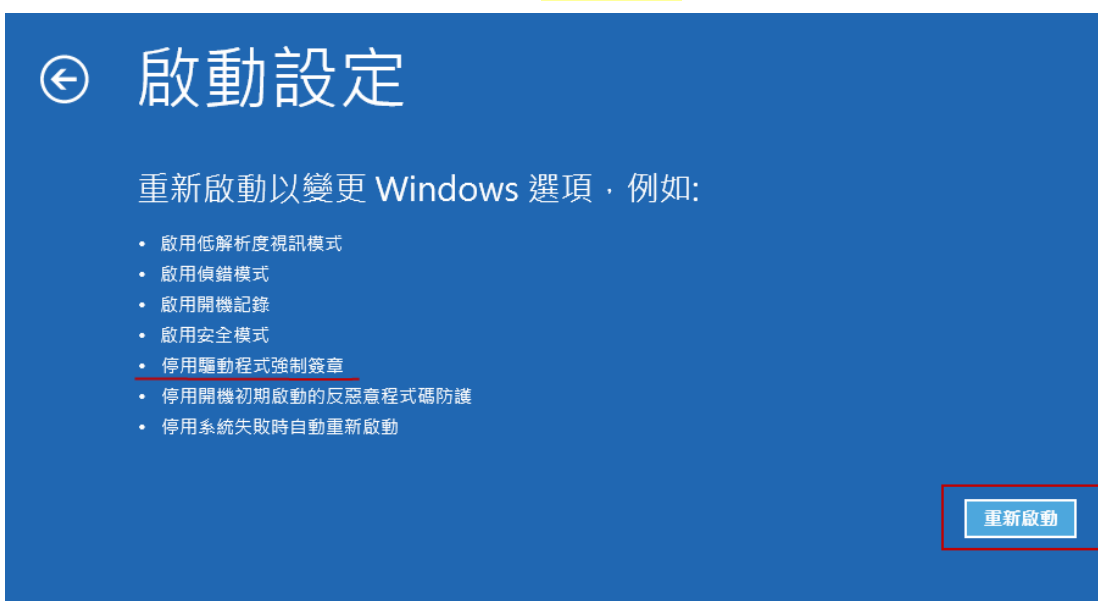 啟動設定
重新啟動以變更 Windows 選項，例如:
• 啟用低解析度視訊模式
• 啟用偵錯模式
• 啟用開機記錄
• 啟用安全模式
• 停用驅動程式強制簽章
• 停用開機初期啟動的反惡意程式碼防護
• 停用系統失敗時自動重新啟動
重新啟動